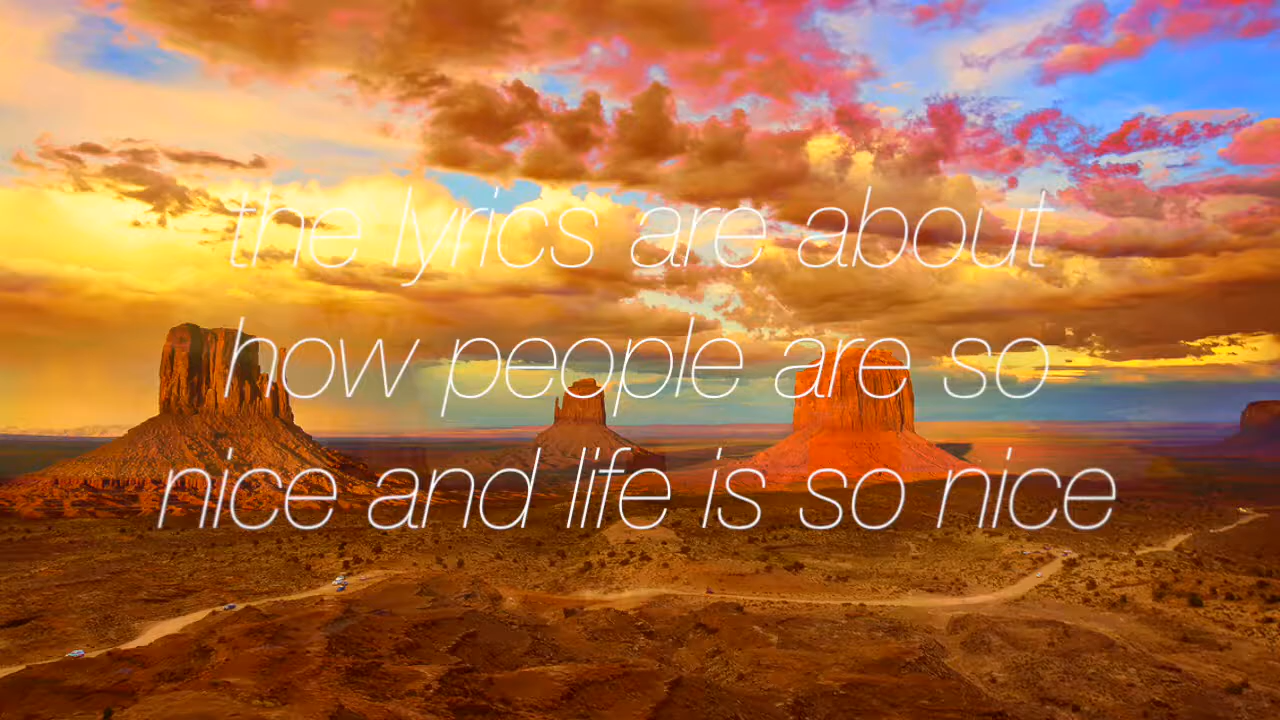 the lyrics are about
how people are so
nice and life is so nice